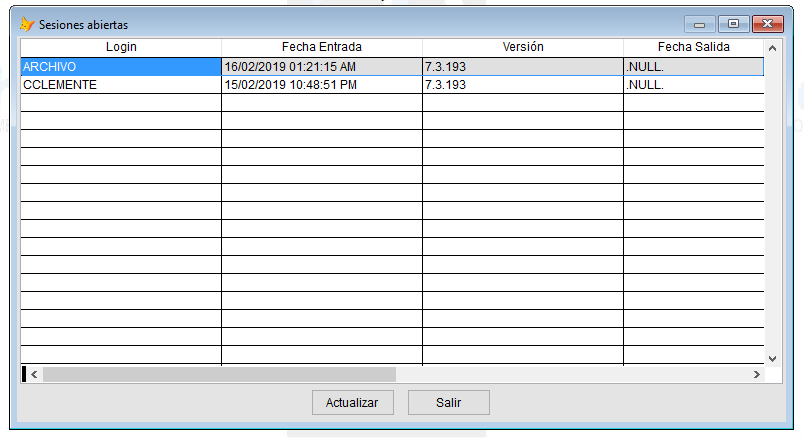 Sesiones abiertas
Login Fecha Entrada Versión Fecha Salida
ARCHIVO 16/02/2019 01:21:15 AM 7.3.193 .NULL.
CCLEMENTE 15/02/2019 10:48:51 PM 7.3.193 .NULL.
Actualizar Salir